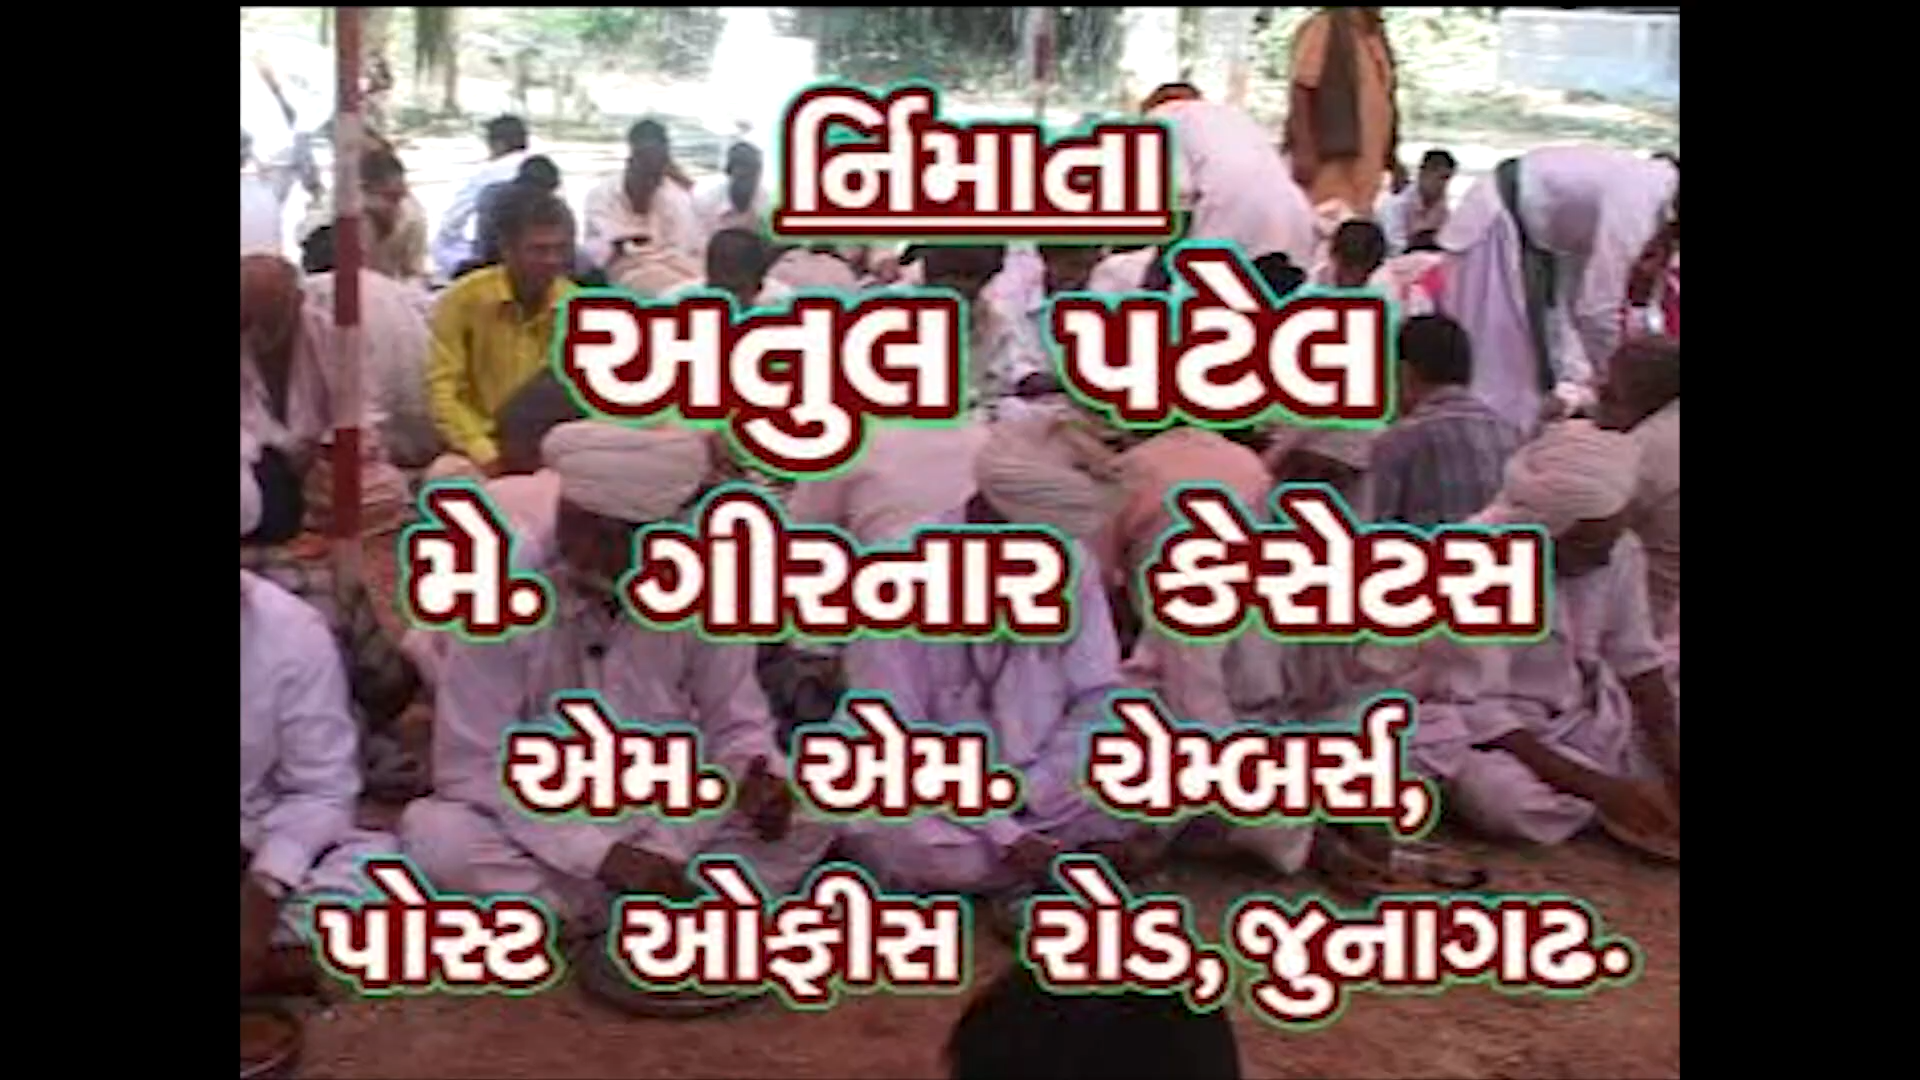 ર્નિમાતા
અતુલ પટેલ
મે. ગીરનાર કેસેટસ
એમ. એમ. ચેમ્બર્સ,
પોસ્ટ ઓફીસ રોડ, જુનાગઢ.